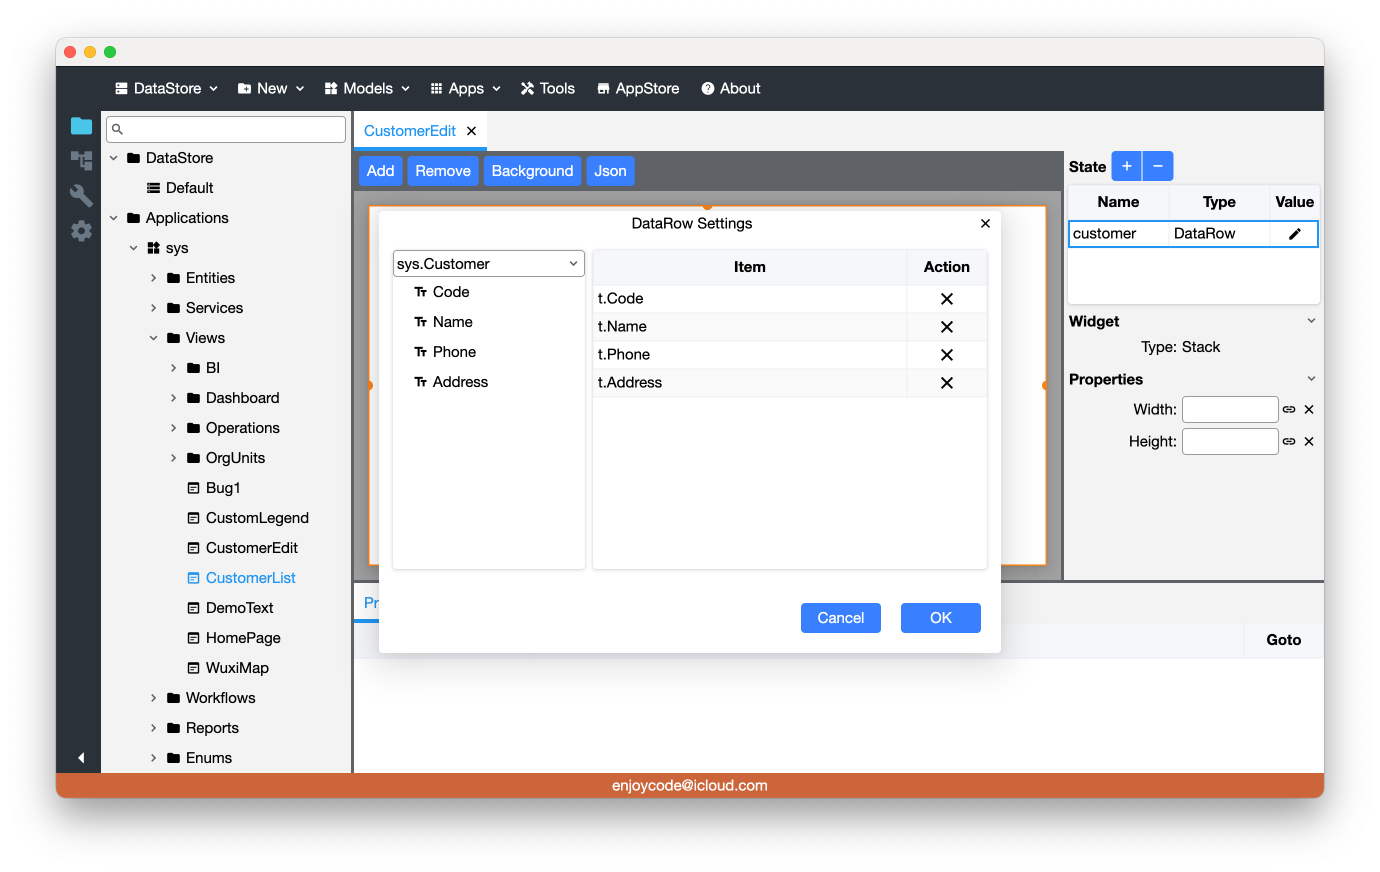 DataStore New Models Apps Tools AppStore About
DataStore
Default
Applications
sys
Entities
Services
Views
BI
Dashboard
Operations
OrgUnits
Bug1
CustomLegend
CustomerEdit
CustomerList
DemoText
HomePage
WuxiMap
Workflows
Reports
Enums
CustomerEdit
Add Remove Background Json
DataRow Settings
sys.Customer
Code
Name
Phone
Address
Item Action
t.Code
t.Name
t.Phone
t.Address
Cancel OK
State + −
Name Type Value
customer DataRow
Widget
Type: Stack
Properties
Width:
Height:
Pr
Goto
enjoycode@icloud.com